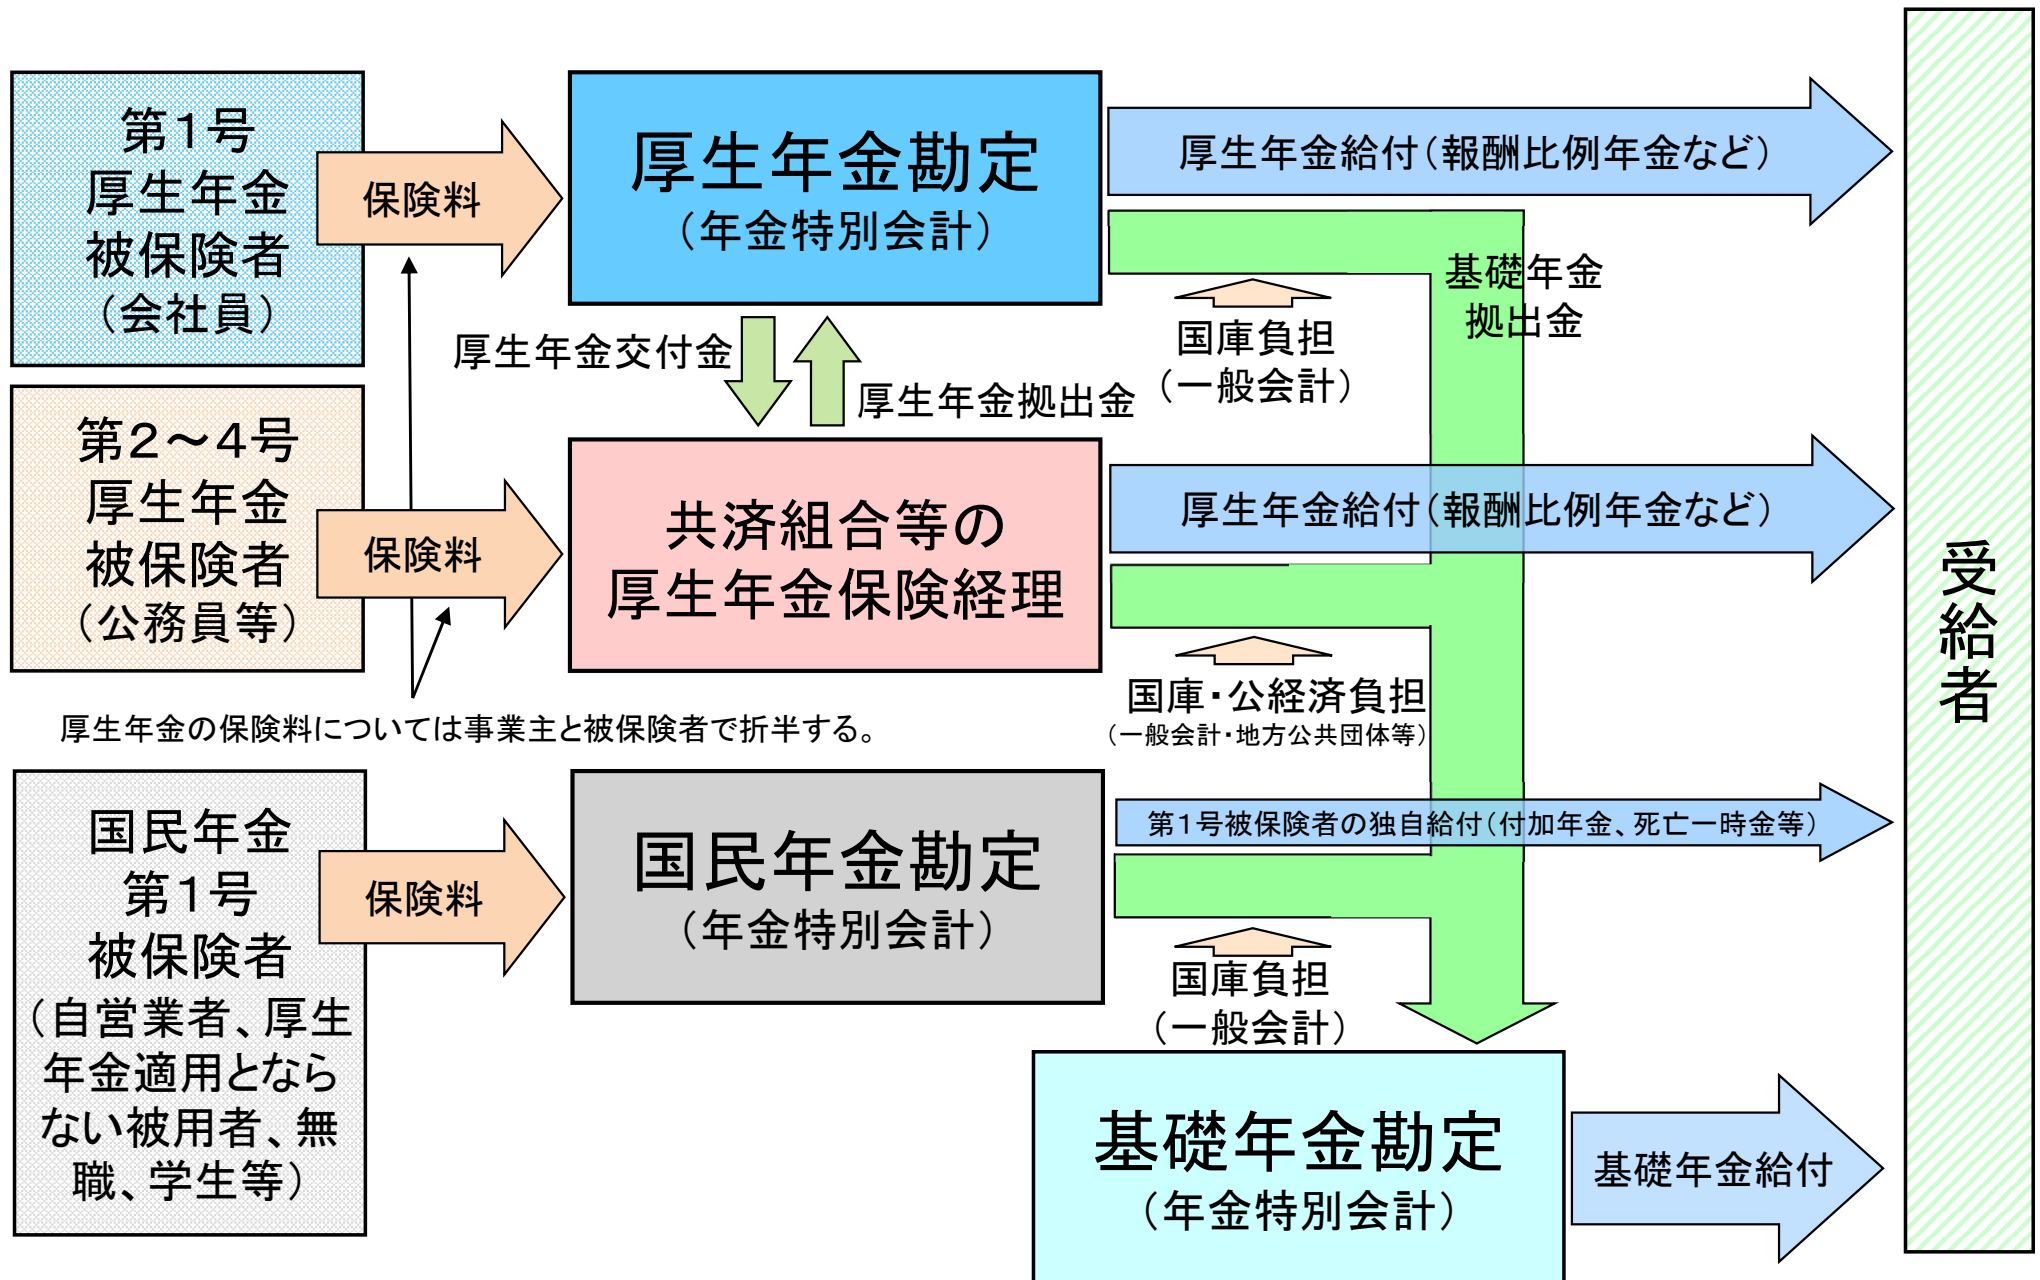 第1号
厚生年金
被保険者
（会社員）
保険料
厚生年金勘定
（年金特別会計）
厚生年金給付（報酬比例年金など）
基礎年金
拠出金
国庫負担
（一般会計）
厚生年金交付金
厚生年金拠出金
第2～4号
厚生年金
被保険者
（公務員等）
保険料
共済組合等の
厚生年金保険経理
厚生年金給付（報酬比例年金など）
国庫・公経済負担
（一般会計・地方公共団体等）
厚生年金の保険料については事業主と被保険者で折半する。
国民年金
第1号
被保険者
（自営業者、厚生
年金適用となら
ない被用者、無
職、学生等）
保険料
国民年金勘定
（年金特別会計）
第1号被保険者の独自給付（付加年金、死亡一時金等）
国庫負担
（一般会計）
基礎年金勘定
（年金特別会計）
基礎年金給付
受給者